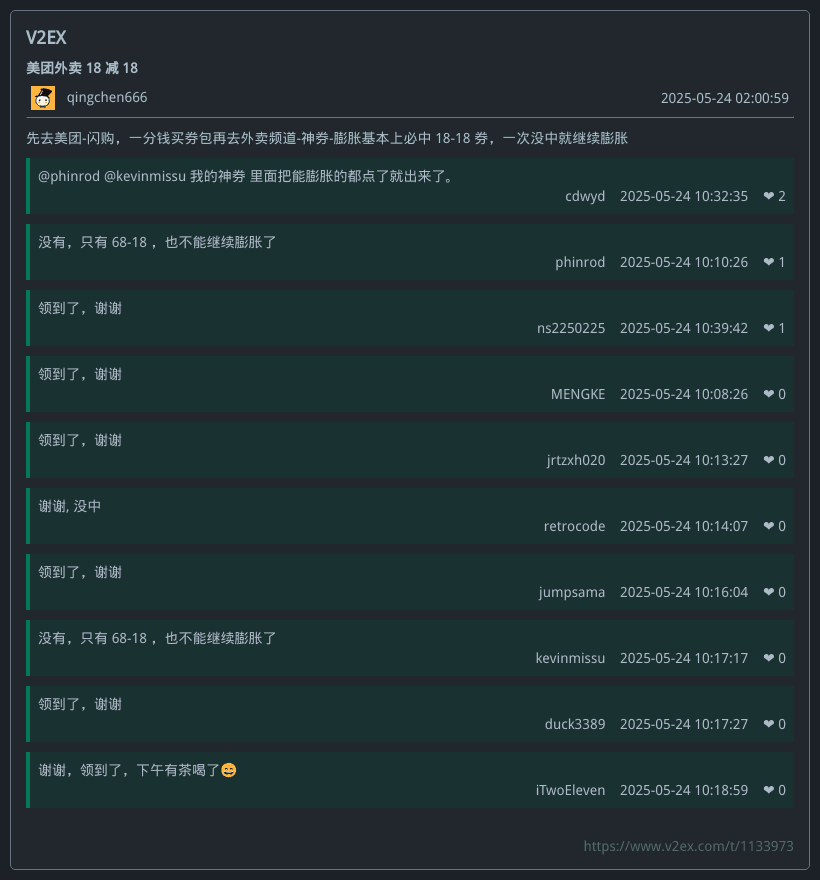 V2EX
美团外卖 18 减 18
qingchen666 2025-05-24 02:00:59
先去美团-闪购，一分钱买券包再去外卖频道-神券-膨胀基本上必中 18-18 券，一次没中就继续膨胀
@phinrod @kevinmissu 我的神券 里面把能膨胀的都点了就出来了。
cdwyd 2025-05-24 10:32:35 ❤ 2
没有，只有 68-18 ，也不能继续膨胀了
phinrod 2025-05-24 10:10:26 ❤ 1
领到了，谢谢
ns2250225 2025-05-24 10:39:42 ❤ 1
领到了，谢谢
MENGKE 2025-05-24 10:08:26 ❤ 0
领到了，谢谢
jrtzxh020 2025-05-24 10:13:27 ❤ 0
谢谢, 没中
retrocode 2025-05-24 10:14:07 ❤ 0
领到了，谢谢
jumpsama 2025-05-24 10:16:04 ❤ 0
没有，只有 68-18 ，也不能继续膨胀了
kevinmissu 2025-05-24 10:17:17 ❤ 0
领到了，谢谢
duck3389 2025-05-24 10:17:27 ❤ 0
谢谢，领到了，下午有茶喝了😄
iTwoEleven 2025-05-24 10:18:59 ❤ 0
https://www.v2ex.com/t/1133973